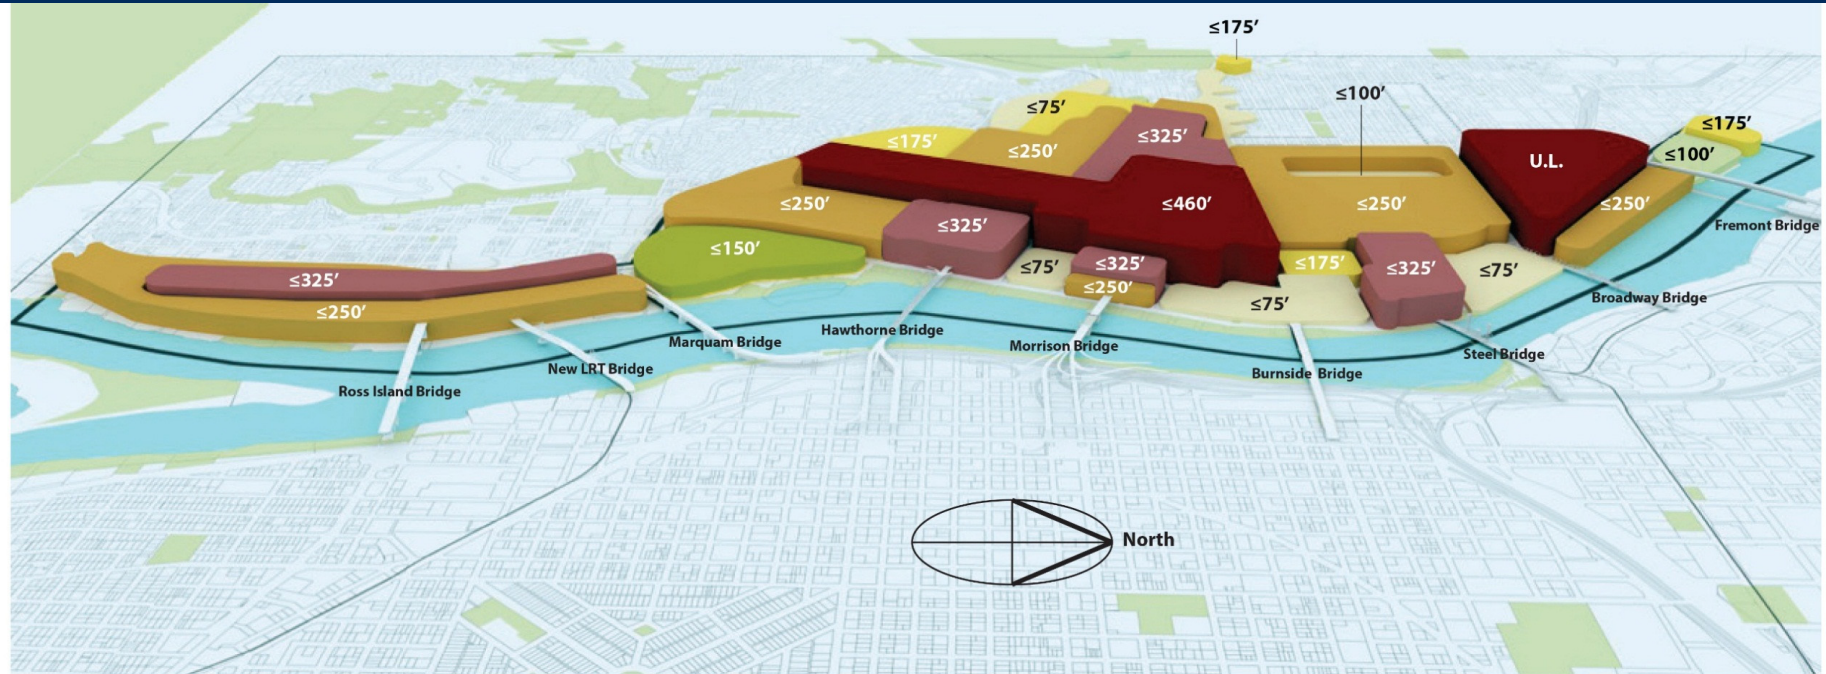 ≤175′
≤100′
≤75′
≤175′
≤325′
≤175′
≤250′
≤100′
U.L.
≤250′
≤460′
≤250′
≤250′
≤325′
Fremont Bridge
≤150′
≤75′
≤325′
≤175′
≤325′
≤75′
≤325′
≤250′
≤75′
≤250′
Broadway Bridge
Hawthorne Bridge
Marquam Bridge
Morrison Bridge
Steel Bridge
New LRT Bridge
Burnside Bridge
Ross Island Bridge
North